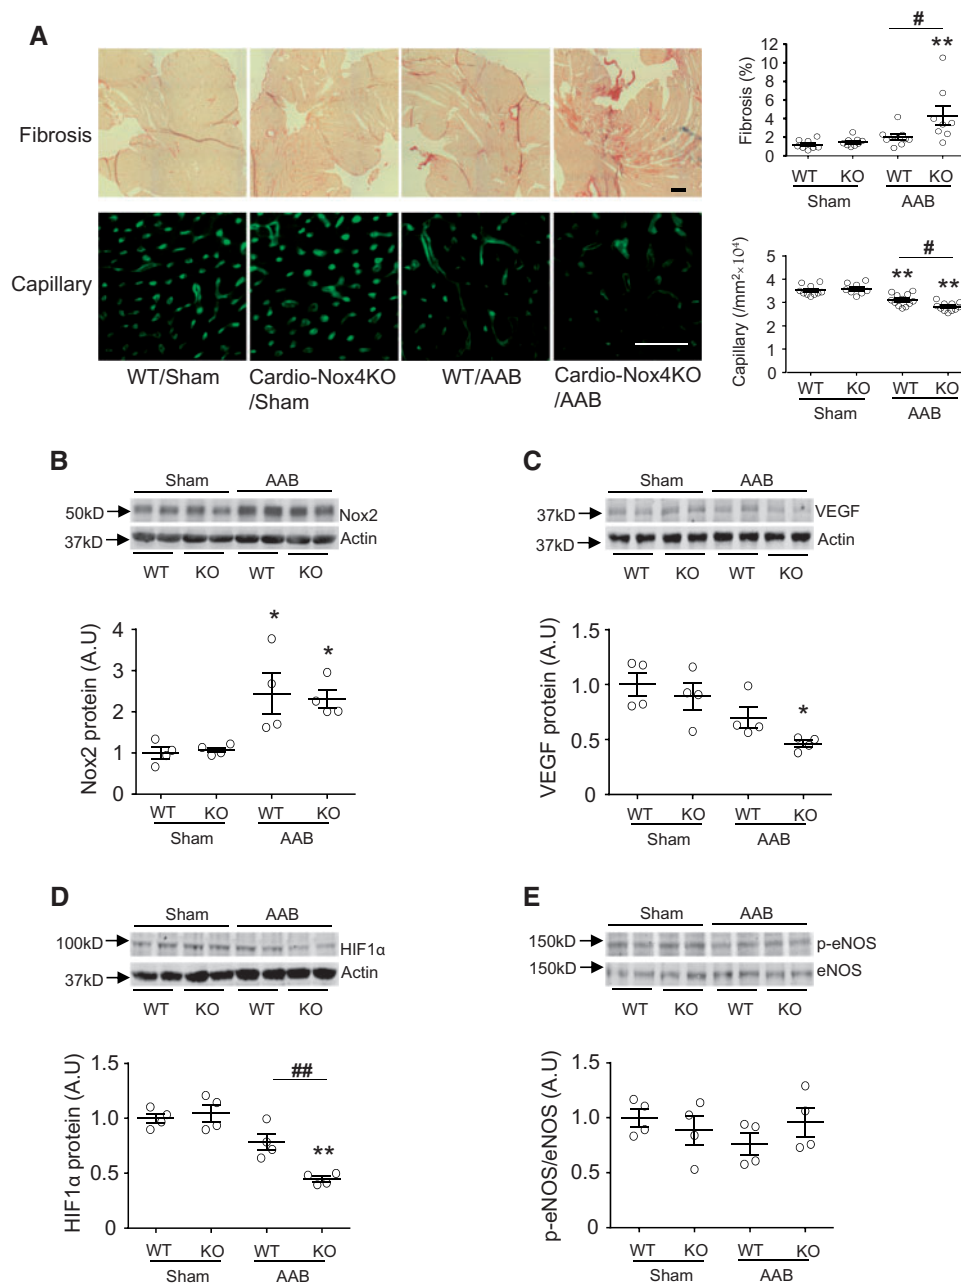 A
Fibrosis
Capillary
WT/Sham
Cardio-Nox4KO
/Sham
WT/AAB
Cardio-Nox4KO
/AAB
#
**
Fibrosis (%)
12
10
8
6
4
2
0
WT KO WT KO
Sham AAB
#
**
**
Capillary (/mm²×10⁴)
5
4
3
2
1
0
WT KO WT KO
Sham AAB
B
Sham AAB
50kD Nox2
37kD Actin
WT KO WT KO
*
*
Nox2 protein (A.U)
4
3
2
1
0
WT KO WT KO
Sham AAB
C
Sham AAB
37kD VEGF
37kD Actin
WT KO WT KO
*
VEGF protein (A.U)
1.5
1.0
0.5
0
WT KO WT KO
Sham AAB
D
Sham AAB
100kD HIF1α
37kD Actin
WT KO WT KO
##
**
HIF1α protein (A.U)
1.5
1.0
0.5
0
WT KO WT KO
Sham AAB
E
Sham AAB
150kD p-eNOS
150kD eNOS
WT KO WT KO
p-eNOS/eNOS (A.U)
1.5
1.0
0.5
0
WT KO WT KO
Sham AAB